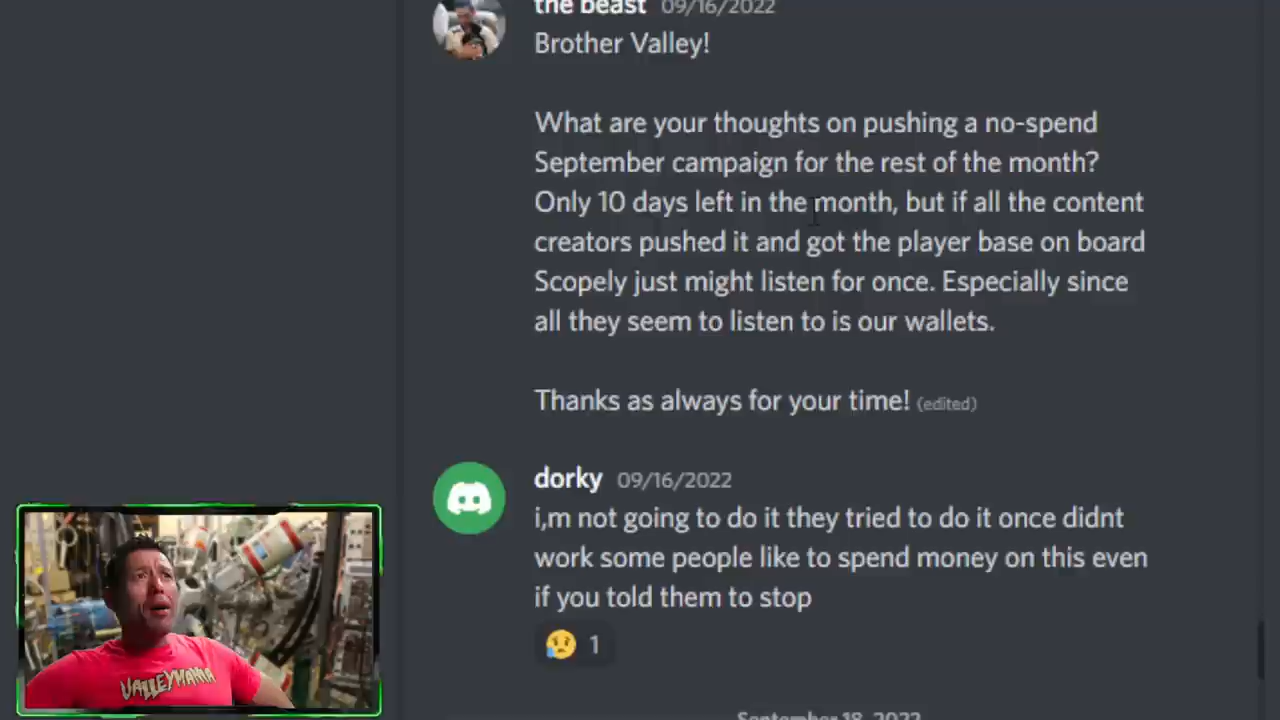 the beast 09/16/2022
Brother Valley!
What are your thoughts on pushing a no-spend
September campaign for the rest of the month?
Only 10 days left in the month, but if all the content
creators pushed it and got the player base on board
Scopely just might listen for once. Especially since
all they seem to listen to is our wallets.
Thanks as always for your time! (edited)
dorky 09/16/2022
i,m not going to do it they tried to do it once didnt
work some people like to spend money on this even
if you told them to stop
1
September 18, 2022
VALLEYMANIA